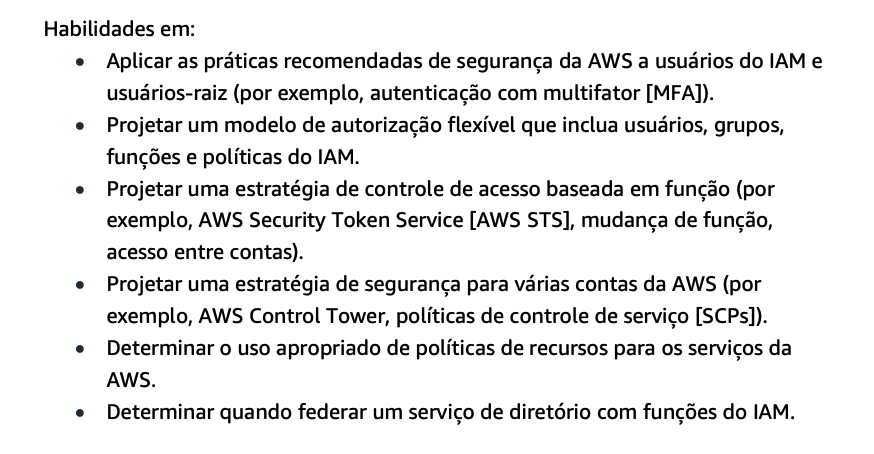 Habilidades em:
• Aplicar as práticas recomendadas de segurança da AWS a usuários do IAM e
usuários-raiz (por exemplo, autenticação com multifator [MFA]).
• Projetar um modelo de autorização flexível que inclua usuários, grupos,
funções e políticas do IAM.
• Projetar uma estratégia de controle de acesso baseada em função (por
exemplo, AWS Security Token Service [AWS STS], mudança de função,
acesso entre contas).
• Projetar uma estratégia de segurança para várias contas da AWS (por
exemplo, AWS Control Tower, políticas de controle de serviço [SCPs]).
• Determinar o uso apropriado de políticas de recursos para os serviços da
AWS.
• Determinar quando federar um serviço de diretório com funções do IAM.